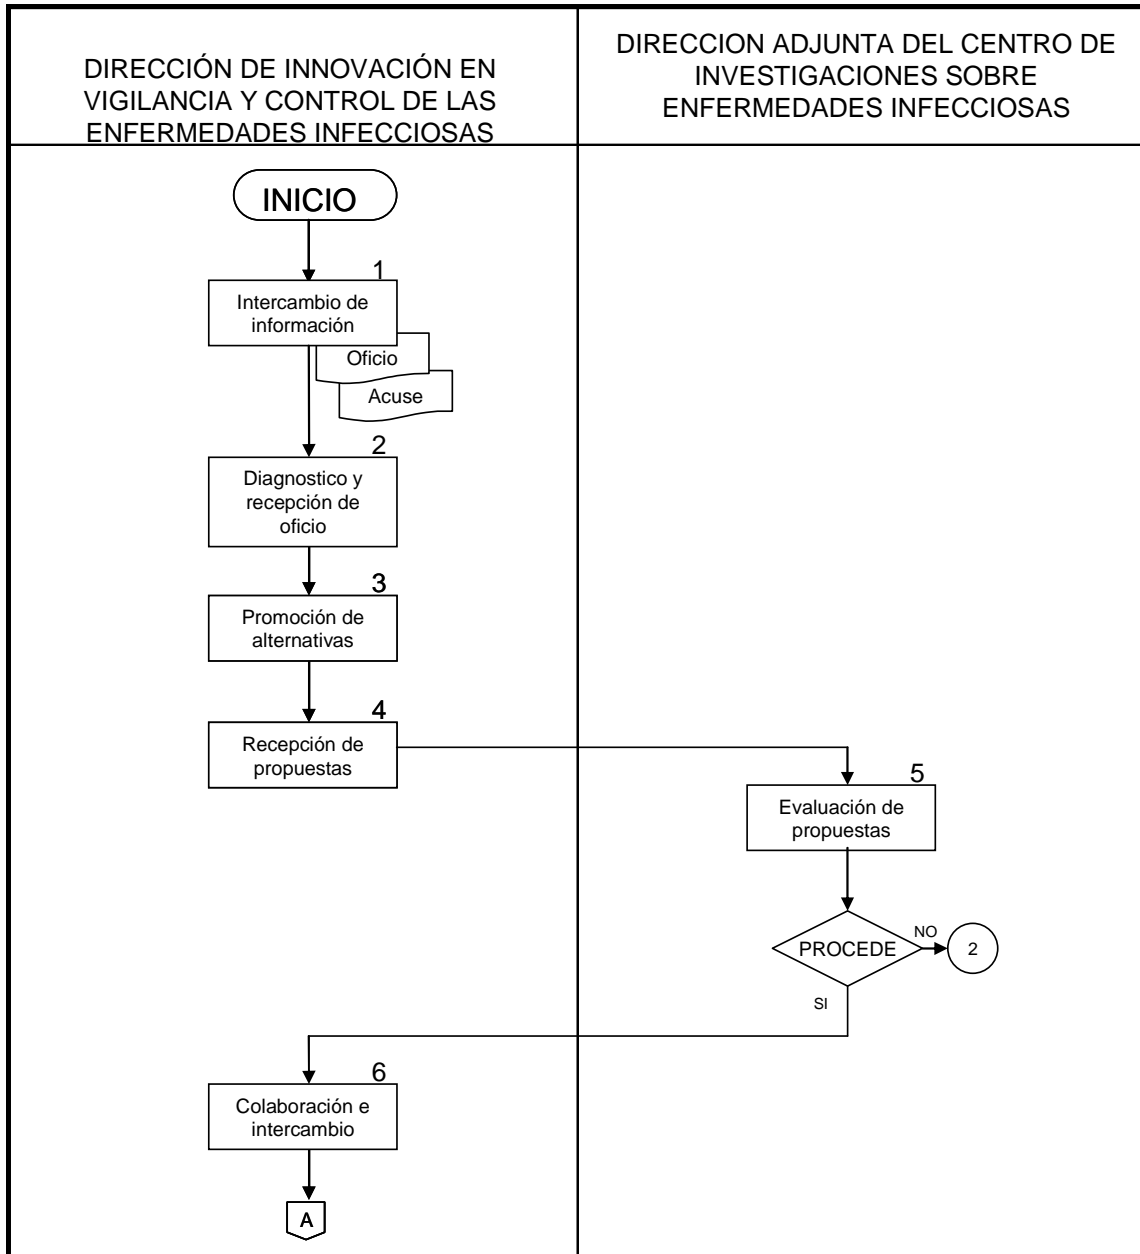 DIRECCIÓN DE INNOVACIÓN EN
VIGILANCIA Y CONTROL DE LAS
ENFERMEDADES INFECCIOSAS
DIRECCION ADJUNTA DEL CENTRO DE
INVESTIGACIONES SOBRE
ENFERMEDADES INFECCIOSAS
INICIO
1
Intercambio de
información
Oficio
Acuse
2
Diagnostico y
recepción de
oficio
3
Promoción de
alternativas
4
Recepción de
propuestas
5
Evaluación de
propuestas
PROCEDE
NO
2
SI
6
Colaboración e
intercambio
A